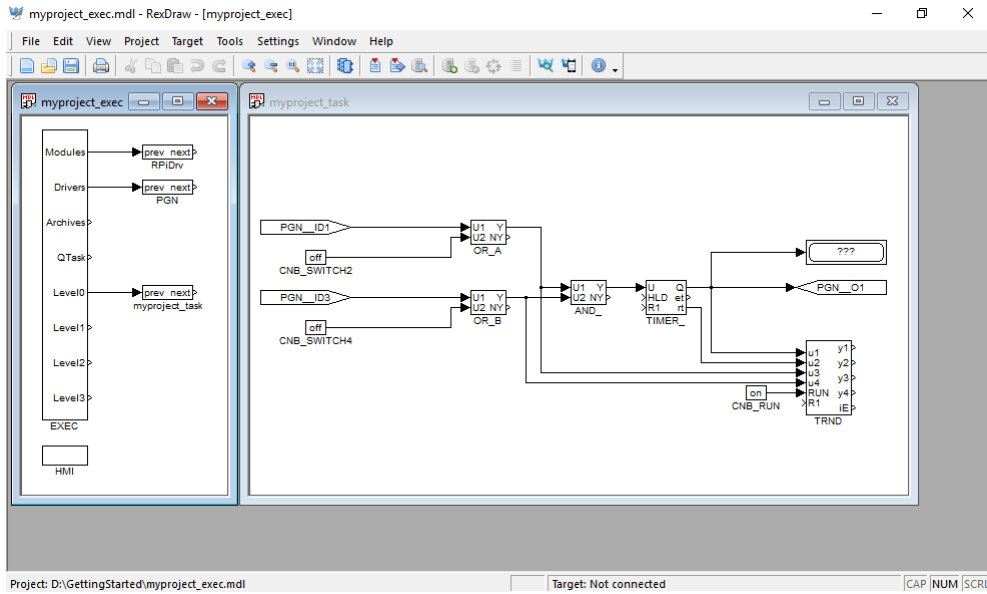 myproject_exec.mdl - RexDraw - [myproject_exec]
File Edit View Project Target Tools Settings Window Help
myproject_exec
Modules
prev next
RPiDrv
Drivers
prev next
PGN
Archives
QTask
Level0
prev next
myproject_task
Level1
Level2
Level3
EXEC
HMI
myproject_task
PGN__ID1
U1 Y
U2 NY
OR_A
off
CNB_SWITCH2
PGN__ID3
U1 Y
U2 NY
OR_B
off
CNB_SWITCH4
U1 Y
U2 NY
AND_
U Q
HLD et
R1 rt
TIMER_
???
PGN__O1
on
CNB_RUN
u1 y1
u2 y2
u3 y3
u4
RUN y4
R1 iE
TRND
Project: D:\GettingStarted\myproject_exec.mdl
Target: Not connected
CAP NUM SCRL